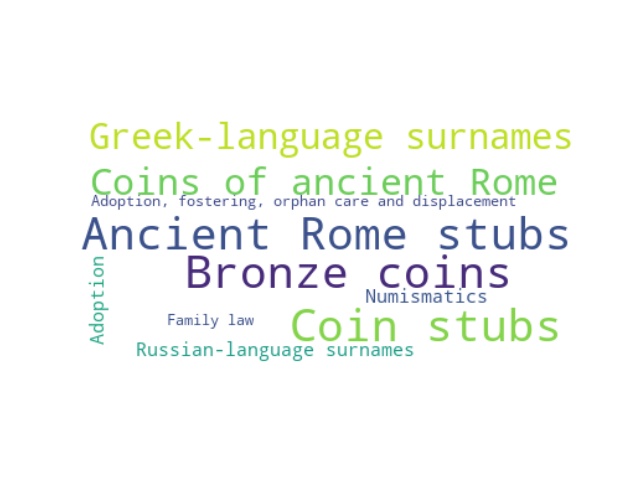 Greek-language surnames
Coins of ancient Rome
Adoption, fostering, orphan care and displacement
Ancient Rome stubs
Bronze coins
Adoption
Numismatics
Family law
Coin stubs
Russian-language surnames